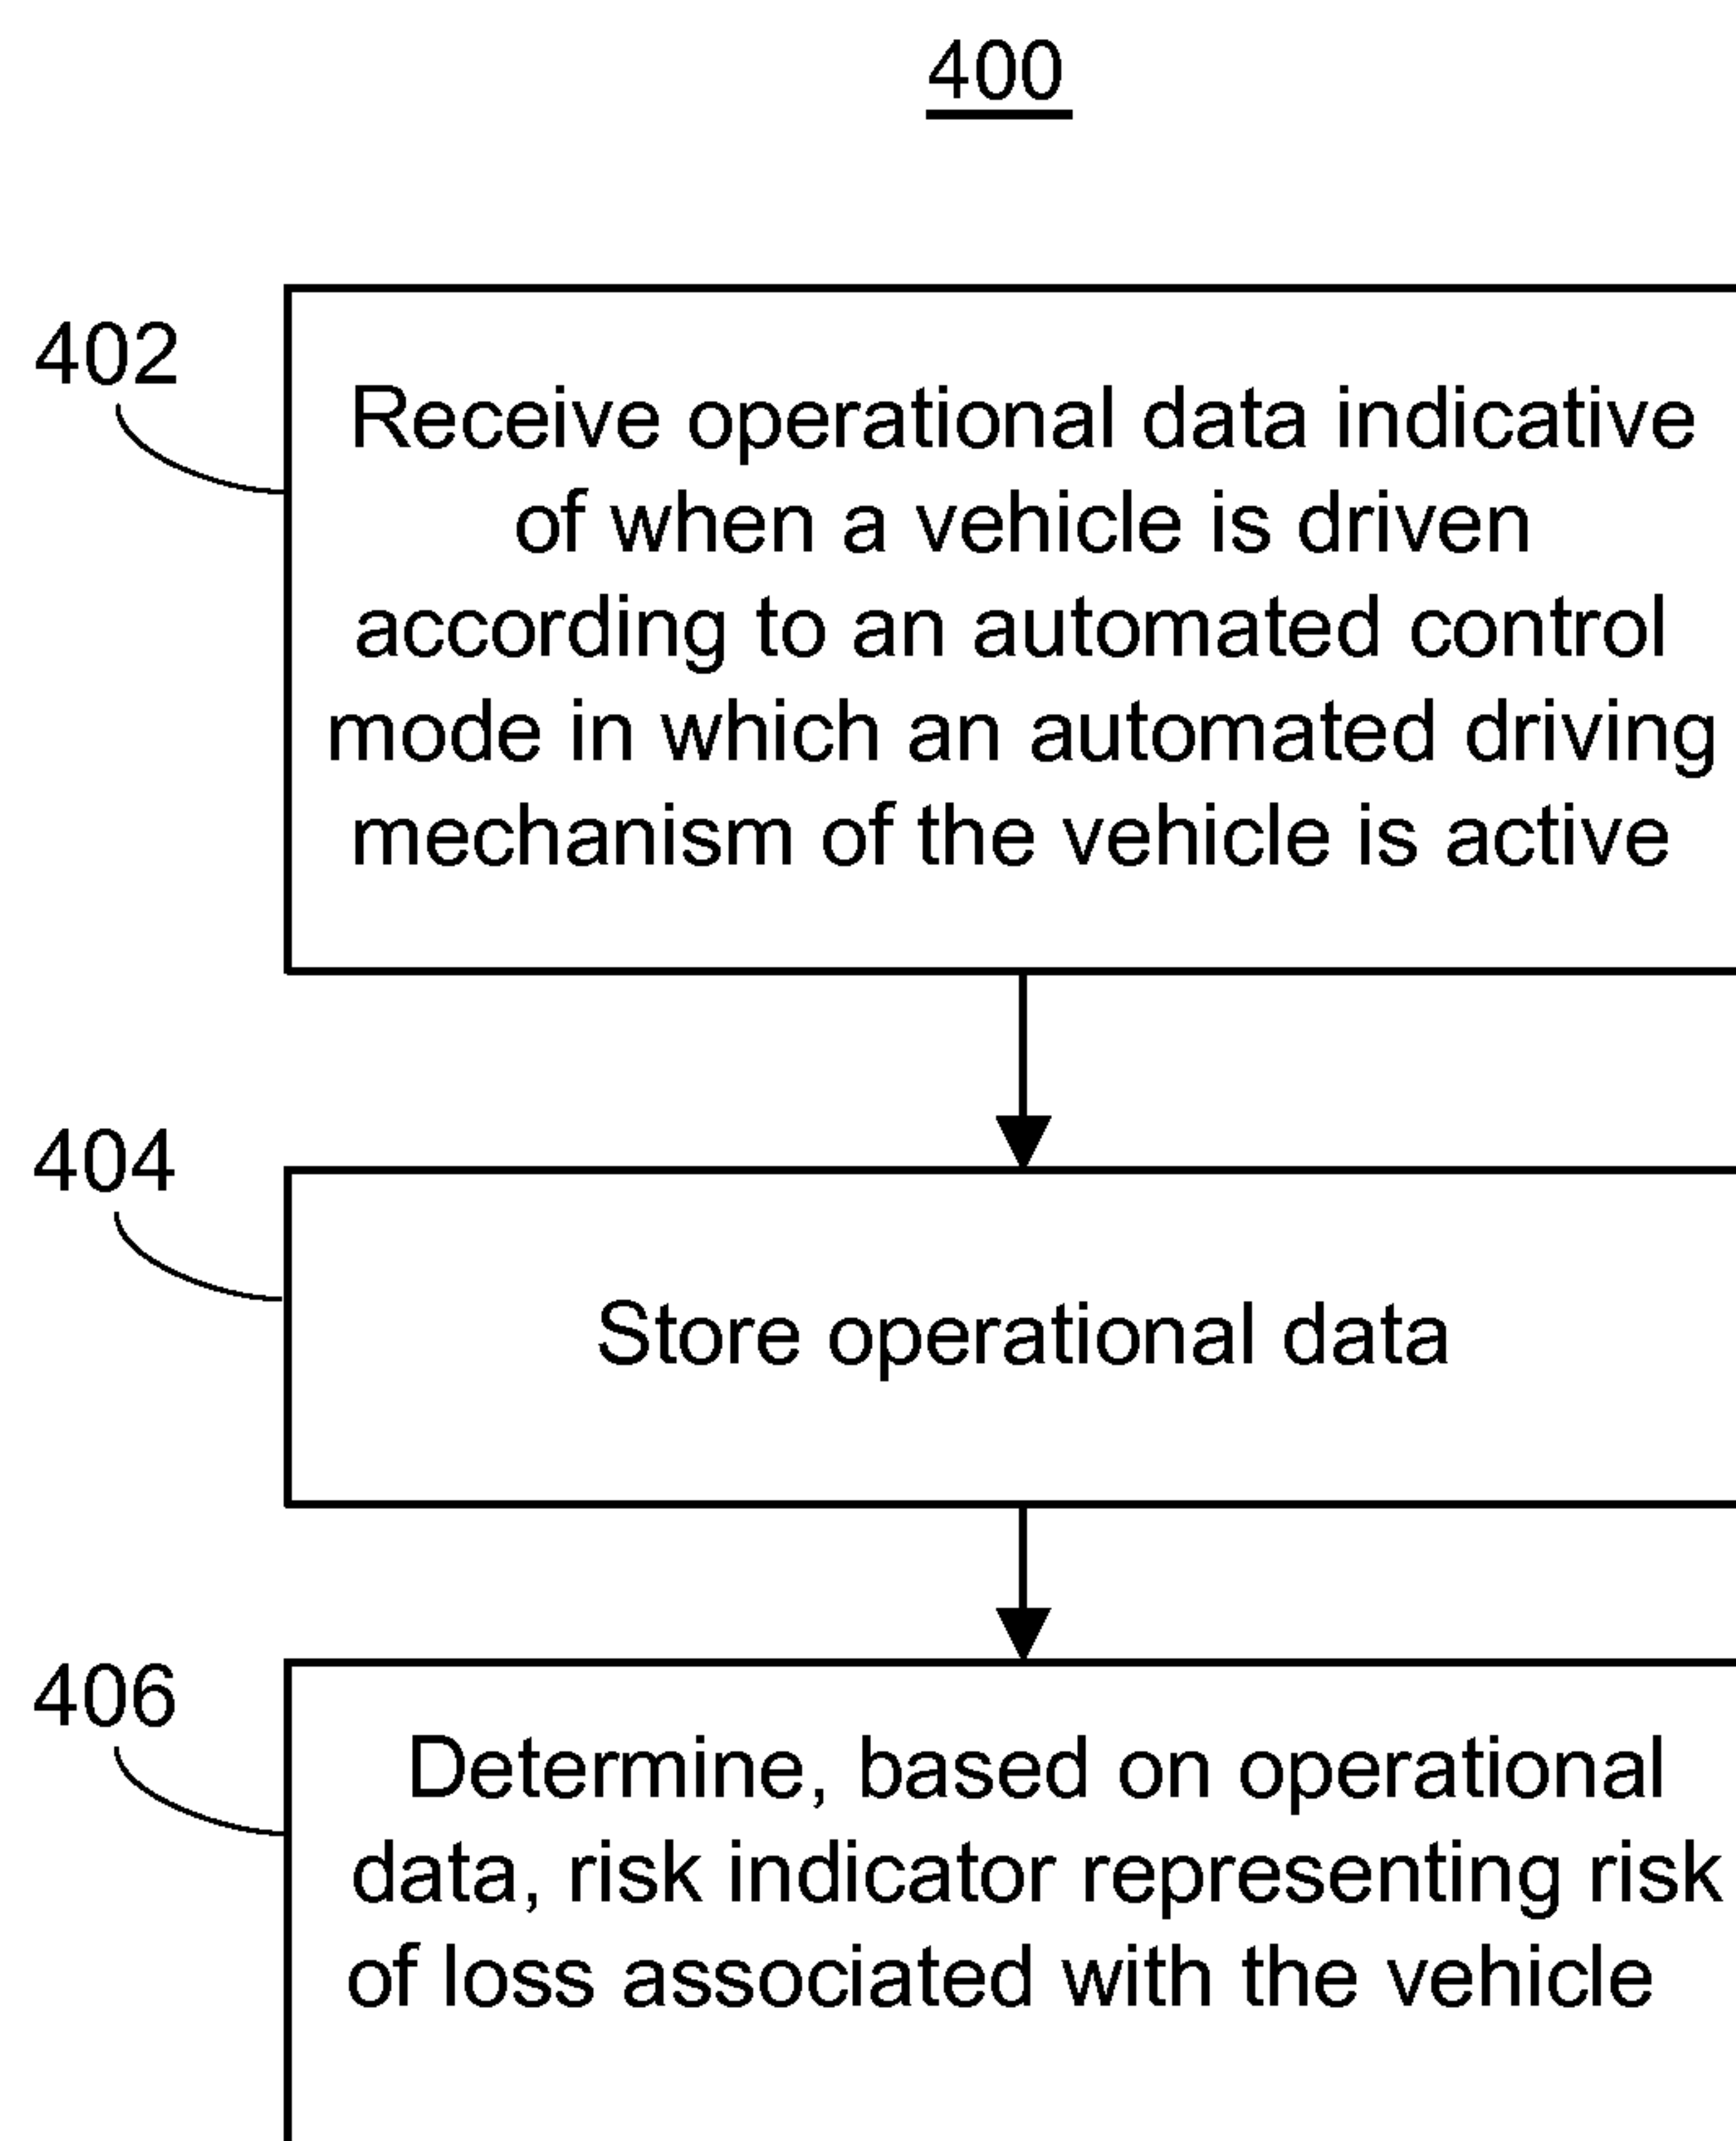 400
402
Receive operational data indicative
of when a vehicle is driven
according to an automated control
mode in which an automated driving
mechanism of the vehicle is active
404
Store operational data
406
Determine, based on operational
data, risk indicator representing risk
of loss associated with the vehicle